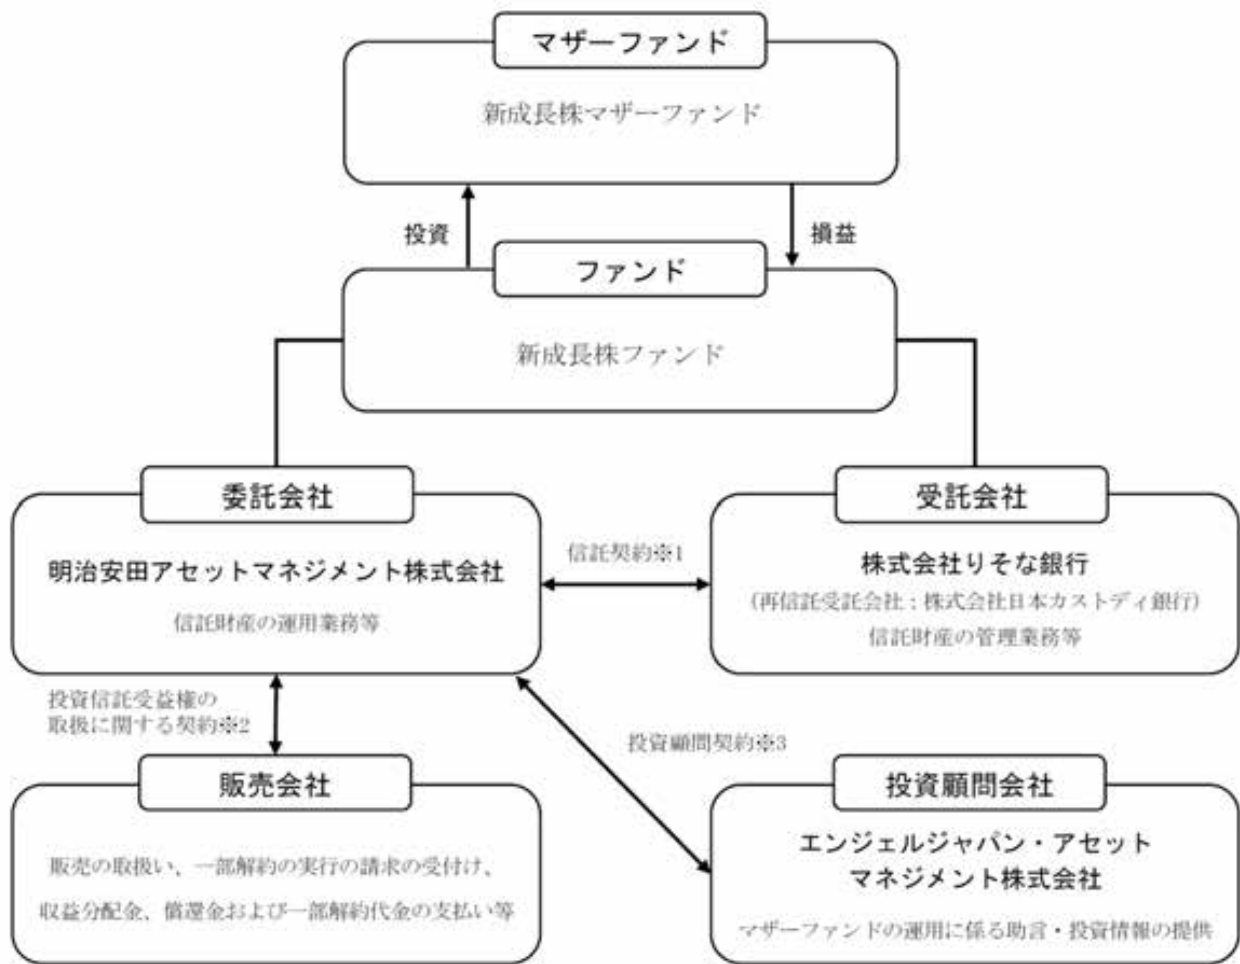 マザーファンド
新成長株マザーファンド
投資
損益
ファンド
新成長株ファンド
委託会社
明治安田アセットマネジメント株式会社
信託財産の運用業務等
信託契約※1
受託会社
株式会社りそな銀行
（再信託受託会社：株式会社日本カストディ銀行）
信託財産の管理業務等
投資信託受益権の
取扱に関する契約※2
投資顧問契約※3
販売会社
販売の取扱い、一部解約の実行の請求の受付け、
収益分配金、償還金および一部解約代金の支払い等
投資顧問会社
エンジェルジャパン・アセット
マネジメント株式会社
マザーファンドの運用に係る助言・投資情報の提供